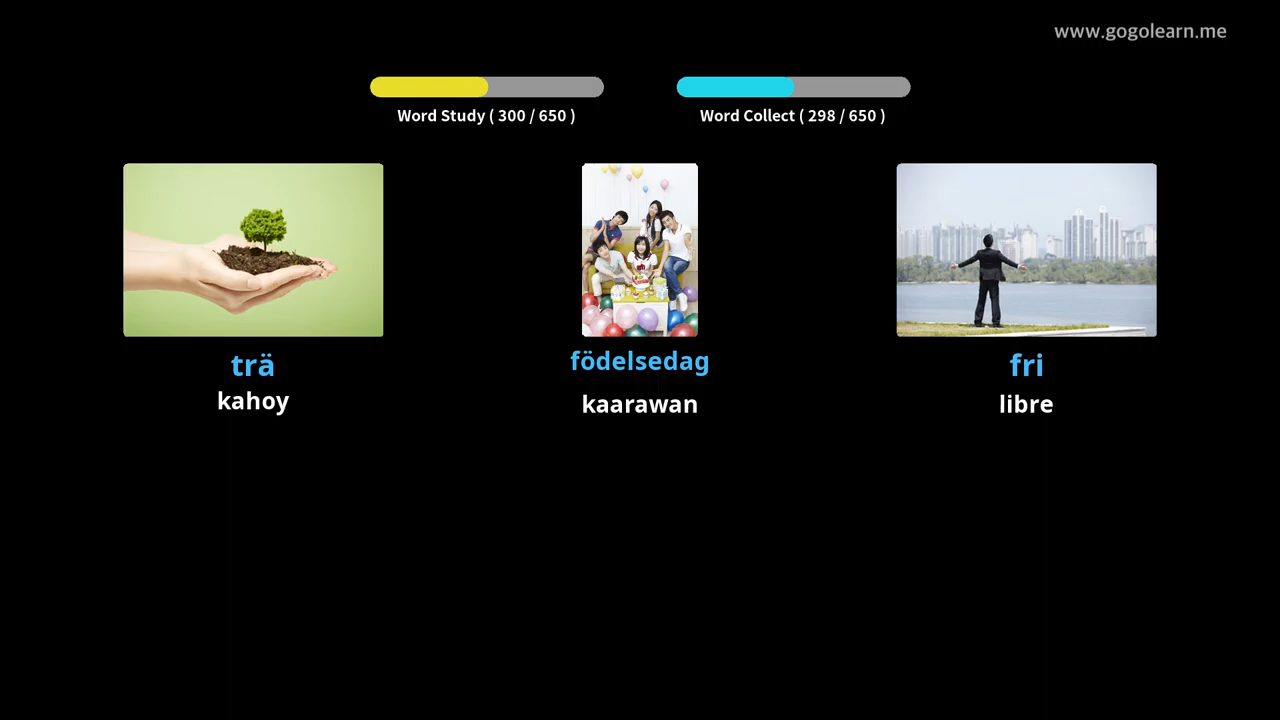 www.gogolearn.me
Word Study ( 300 / 650 )
Word Collect ( 298 / 650 )
trä
kahoy
födelsedag
kaarawan
fri
libre